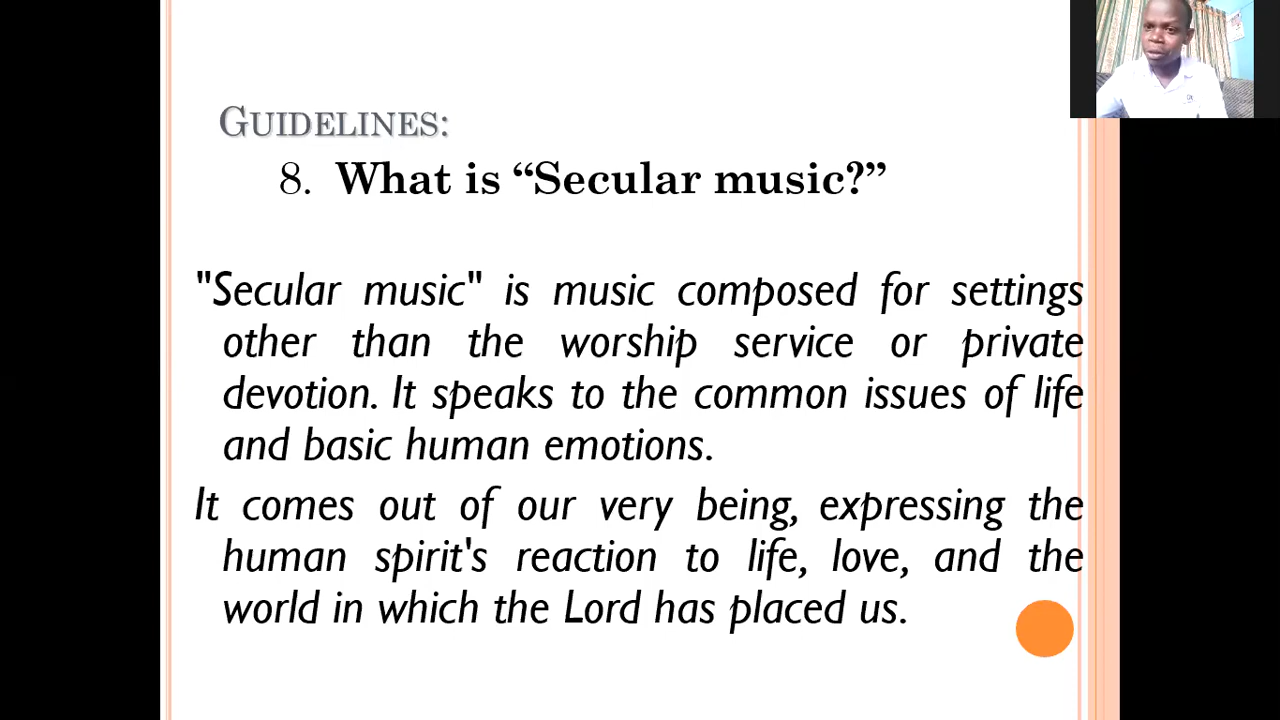 GUIDELINES:
8. What is “Secular music?”
"Secular music" is music composed for settings
other than the worship service or private
devotion. It speaks to the common issues of life
and basic human emotions.
It comes out of our very being, expressing the
human spirit's reaction to life, love, and the
world in which the Lord has placed us.